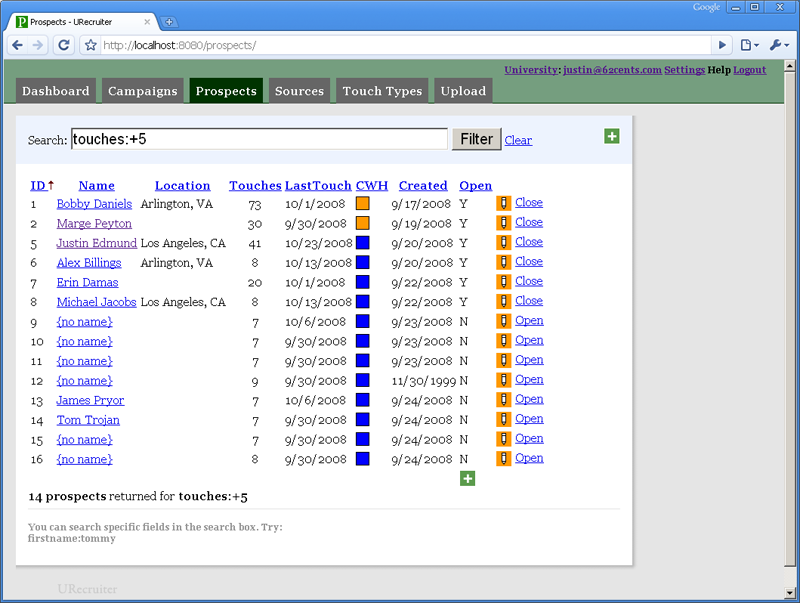 Google
Prospects - URecruiter
http://localhost:8080/prospects/
University: justin@62cents.com Settings Help Logout
Dashboard Campaigns Prospects Sources Touch Types Upload
Search: touches:+5 Filter Clear
ID↑ Name Location Touches LastTouch CWH Created Open
1 Bobby Daniels Arlington, VA 73 10/1/2008 9/17/2008 Y Close
2 Marge Peyton 30 9/30/2008 9/19/2008 Y Close
5 Justin Edmund Los Angeles, CA 41 10/23/2008 9/20/2008 Y Close
6 Alex Billings Arlington, VA 8 10/13/2008 9/20/2008 Y Close
7 Erin Damas 20 10/1/2008 9/22/2008 Y Close
8 Michael Jacobs Los Angeles, CA 8 10/13/2008 9/22/2008 Y Close
9 {no name} 7 10/6/2008 9/23/2008 N Open
10 {no name} 7 9/30/2008 9/23/2008 N Open
11 {no name} 7 9/30/2008 9/23/2008 N Open
12 {no name} 9 9/30/2008 11/30/1999 N Open
13 James Pryor 7 10/6/2008 9/24/2008 N Open
14 Tom Trojan 7 9/30/2008 9/24/2008 N Open
15 {no name} 7 9/30/2008 9/24/2008 N Open
16 {no name} 8 9/30/2008 9/24/2008 N Open
14 prospects returned for touches:+5
You can search specific fields in the search box. Try:
firstname:tommy
URecruiter